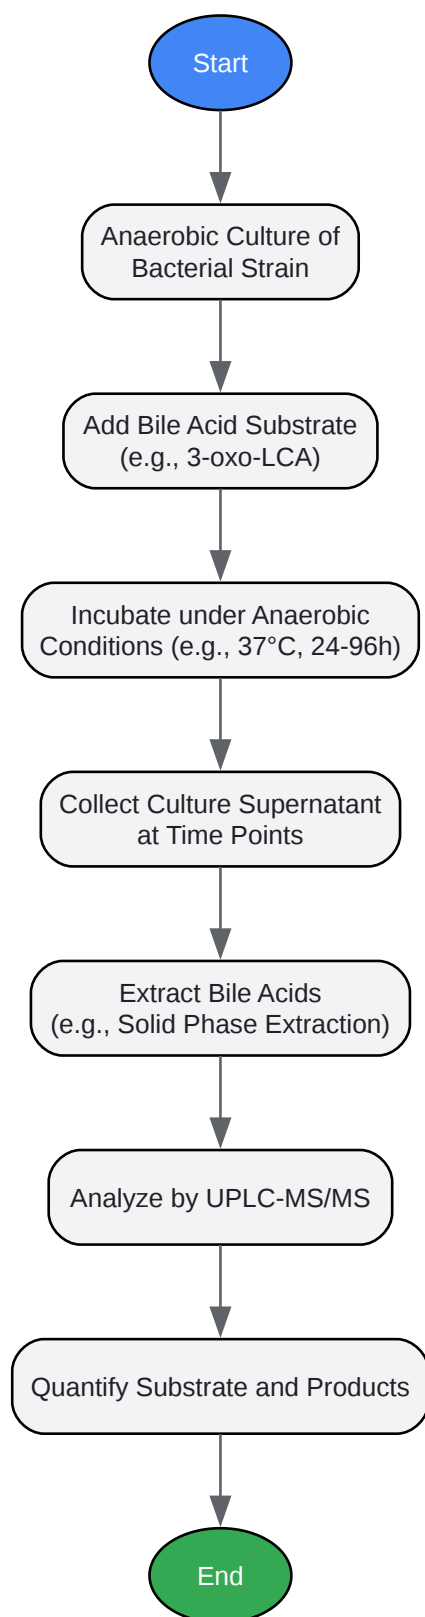 Start
Anaerobic Culture of
Bacterial Strain
Add Bile Acid Substrate
(e.g., 3-oxo-LCA)
Incubate under Anaerobic
Conditions (e.g., 37°C, 24-96h)
Collect Culture Supernatant
at Time Points
Extract Bile Acids
(e.g., Solid Phase Extraction)
Analyze by UPLC-MS/MS
Quantify Substrate and Products
End